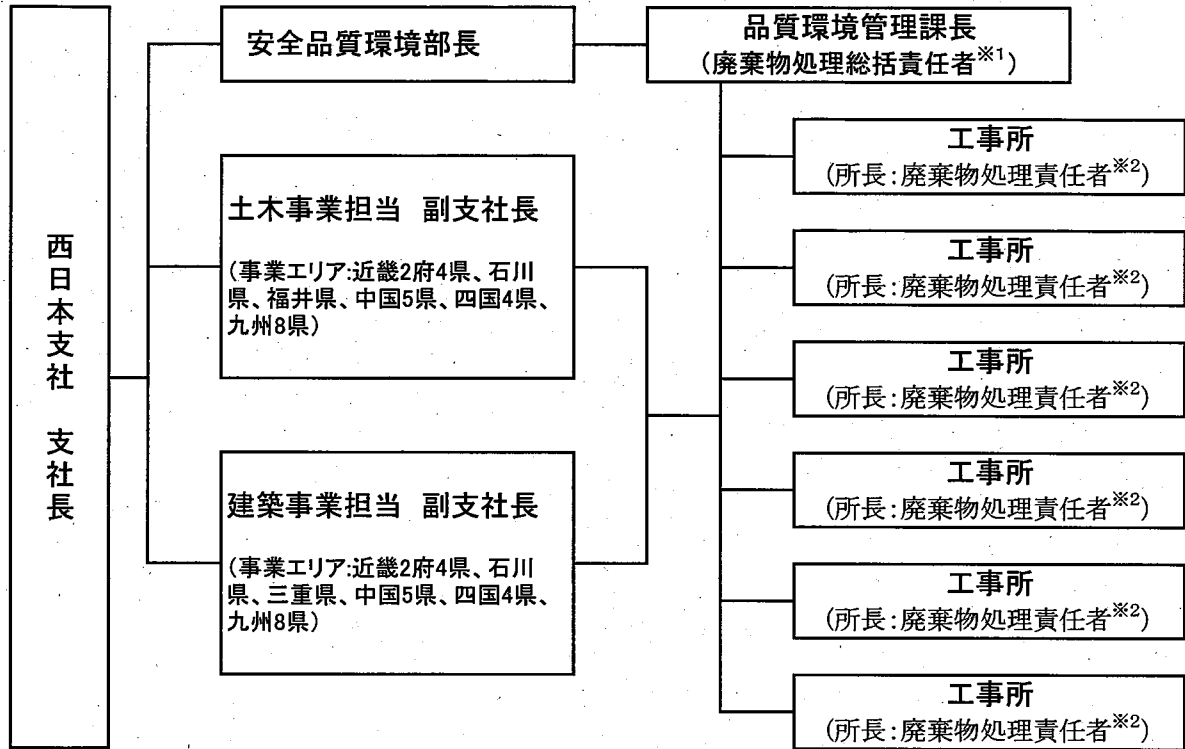 西日本支社 支社長
安全品質環境部長
品質環境管理課長
(廃棄物処理総括責任者※1)
土木事業担当 副支社長
(事業エリア:近畿2府4県、石川
県、福井県、中国5県、四国4県、
九州8県)
建築事業担当 副支社長
(事業エリア:近畿2府4県、石川
県、三重県、中国5県、四国4県、
九州8県)
工事所
(所長:廃棄物処理責任者※2)
工事所
(所長:廃棄物処理責任者※2)
工事所
(所長:廃棄物処理責任者※2)
工事所
(所長:廃棄物処理責任者※2)
工事所
(所長:廃棄物処理責任者※2)
工事所
(所長:廃棄物処理責任者※2)